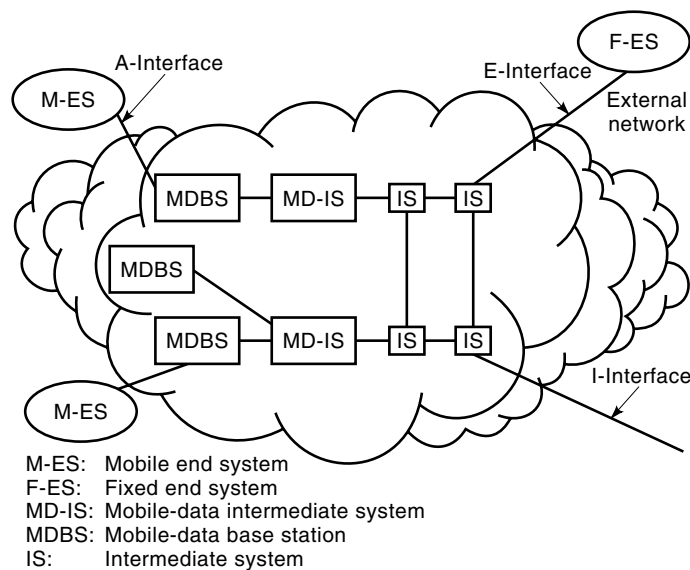 F-ES
A-Interface
E-Interface
M-ES
External
network
MDBS
MD-IS
IS
IS
MDBS
MDBS
MD-IS
IS
IS
I-Interface
M-ES
M-ES: Mobile end system
F-ES: Fixed end system
MD-IS: Mobile-data intermediate system
MDBS: Mobile-data base station
IS: Intermediate system